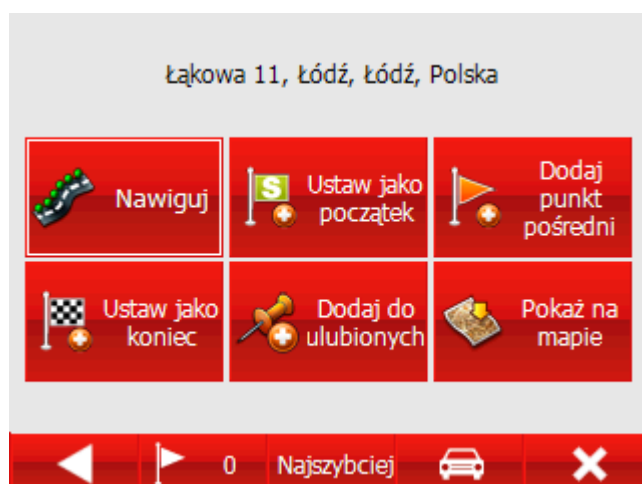 Łąkowa 11, Łódź, Łódź, Polska
Nawiguj
S
Ustaw jako
początek
Dodaj
punkt
pośredni
Ustaw jako
koniec
Dodaj do
ulubionych
Pokaż na
mapie
0
Najszybciej